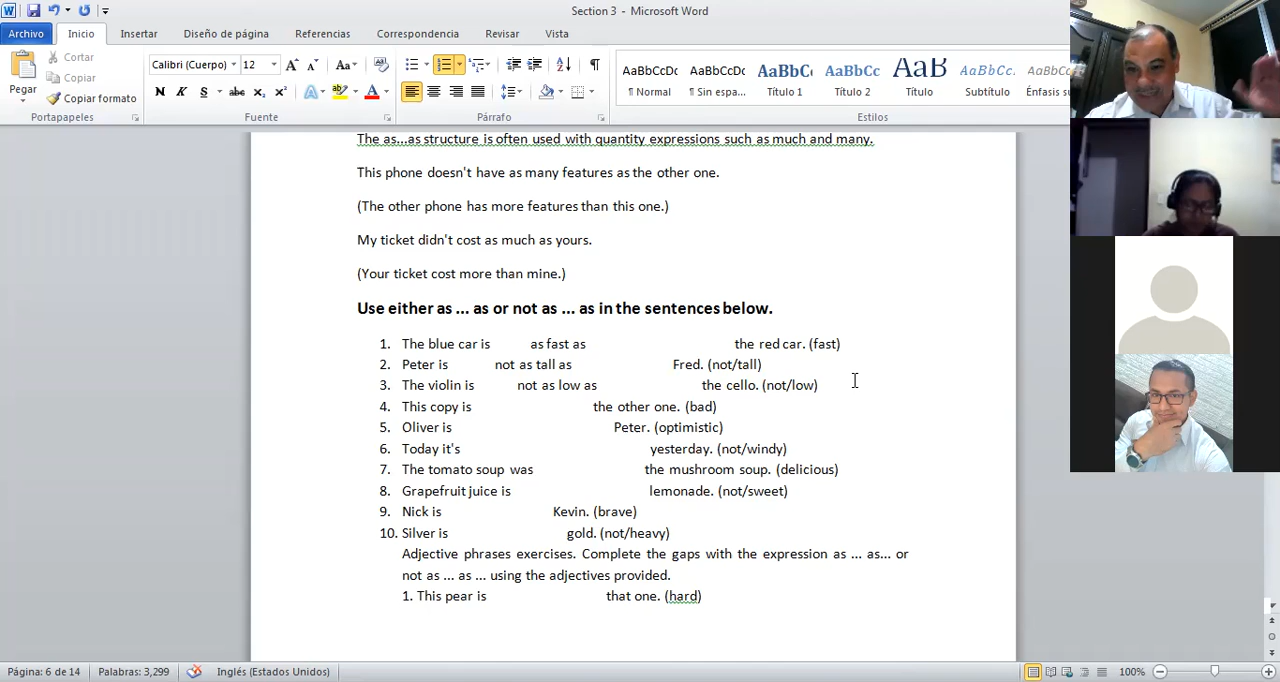 Section 3 - Microsoft Word
Archivo Inicio Insertar Diseño de página Referencias Correspondencia Revisar Vista
Cortar
Copiar
Copiar formato
Pegar
Portapapeles
Calibri (Cuerpo) 12
Fuente
Párrafo
AaBbCcDc AaBbCcDc AaBbC AaBbCc AaB AaBbCc. AaBbCcDc
¶ Normal ¶ Sin espa... Título 1 Título 2 Título Subtítulo Énfasis su
Estilos
The as...as structure is often used with quantity expressions such as much and many.
This phone doesn't have as many features as the other one.
(The other phone has more features than this one.)
My ticket didn't cost as much as yours.
(Your ticket cost more than mine.)
Use either as ... as or not as ... as in the sentences below.
1. The blue car is as fast as the red car. (fast)
2. Peter is not as tall as Fred. (not/tall)
3. The violin is not as low as the cello. (not/low)
4. This copy is the other one. (bad)
5. Oliver is Peter. (optimistic)
6. Today it's yesterday. (not/windy)
7. The tomato soup was the mushroom soup. (delicious)
8. Grapefruit juice is lemonade. (not/sweet)
9. Nick is Kevin. (brave)
10. Silver is gold. (not/heavy)
Adjective phrases exercises. Complete the gaps with the expression as ... as... or
not as ... as ... using the adjectives provided.
1. This pear is that one. (hard)
Página: 6 de 14 Palabras: 3,299 Inglés (Estados Unidos) 100%